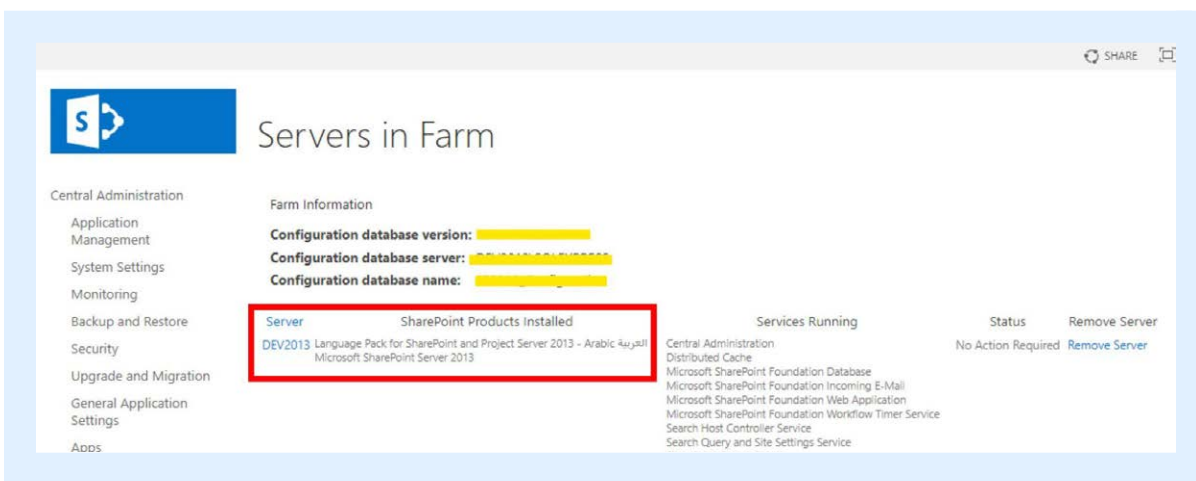 SHARE
S
Servers in Farm
Central Administration
Application
Management
System Settings
Monitoring
Backup and Restore
Security
Upgrade and Migration
General Application
Settings
Apps
Farm Information
Configuration database version:
Configuration database server:
Configuration database name:
Server SharePoint Products Installed Services Running Status Remove Server
DEV2013 Language Pack for SharePoint and Project Server 2013 - Arabic العربية
Microsoft SharePoint Server 2013
Central Administration
Distributed Cache
Microsoft SharePoint Foundation Database
Microsoft SharePoint Foundation Incoming E-Mail
Microsoft SharePoint Foundation Web Application
Microsoft SharePoint Foundation Workflow Timer Service
Search Host Controller Service
Search Query and Site Settings Service
No Action Required Remove Server